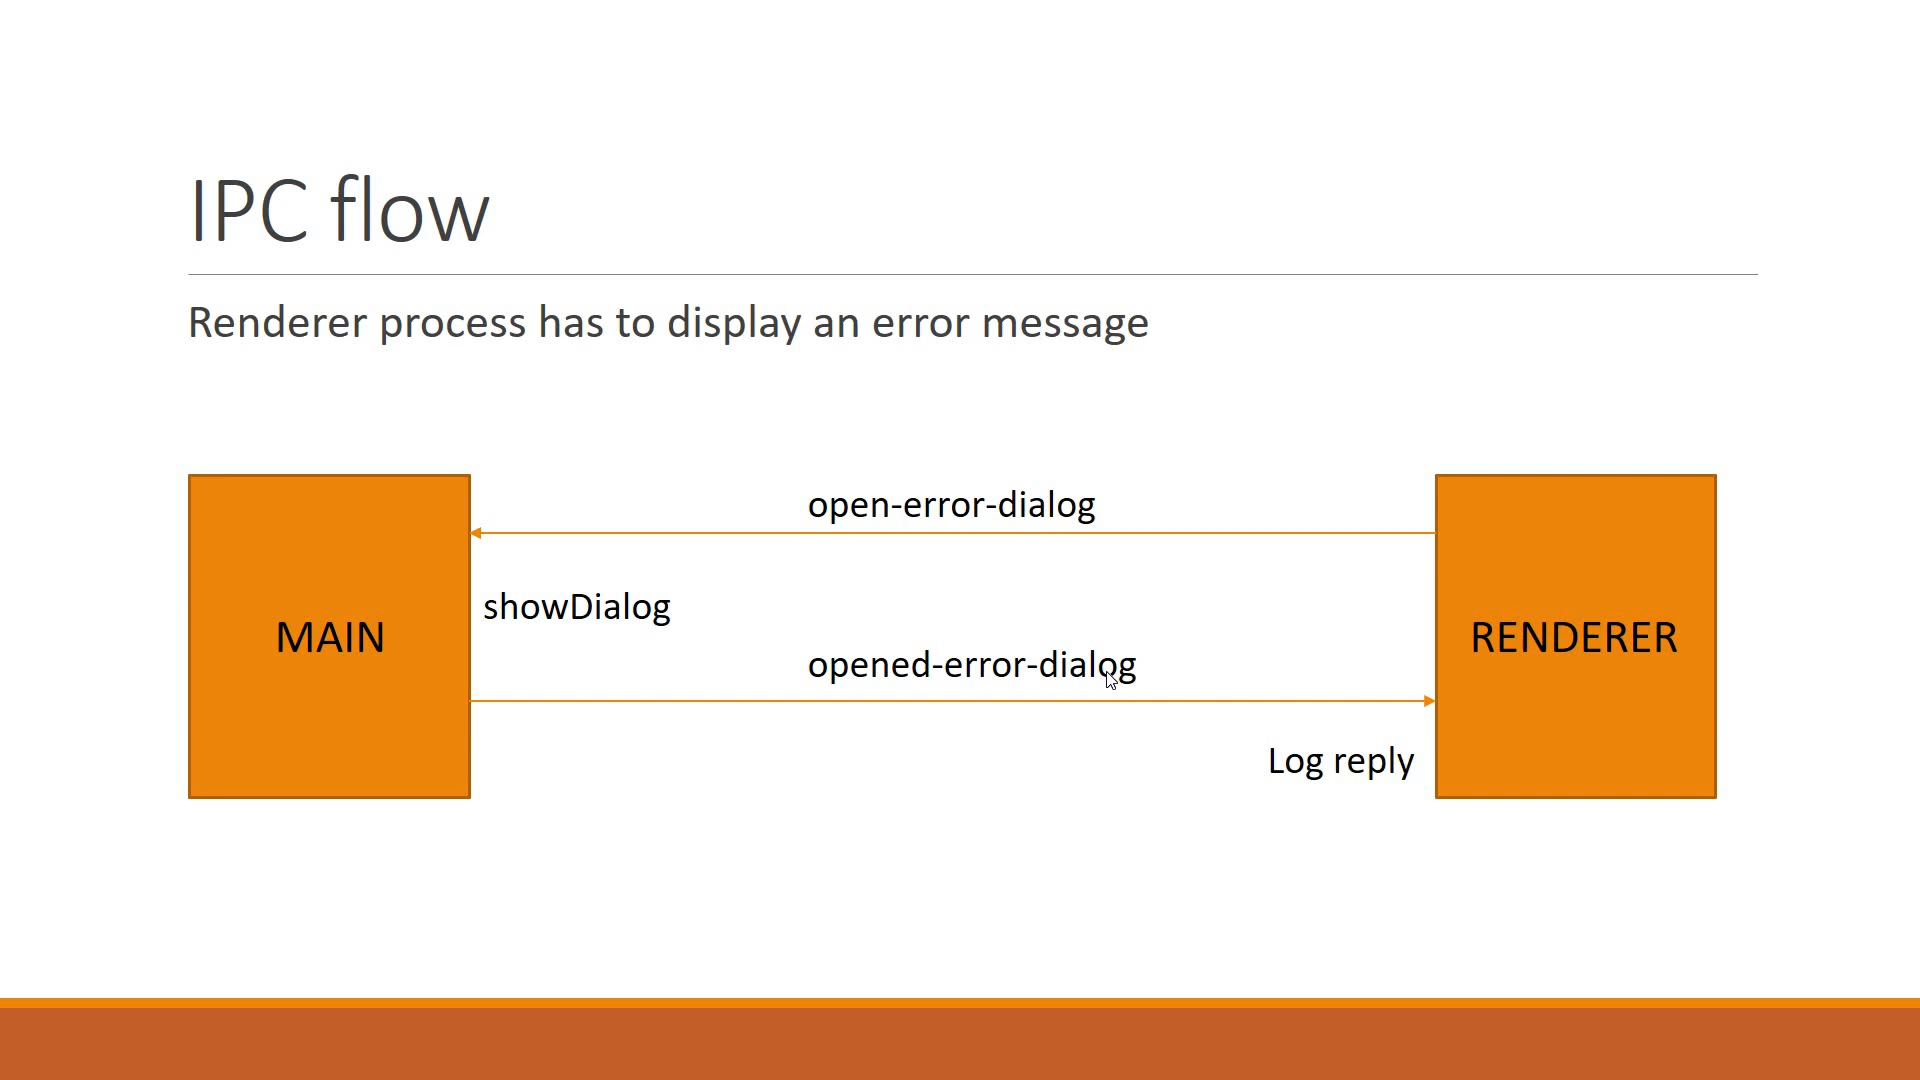 IPC flow
Renderer process has to display an error message
open-error-dialog
showDialog
MAIN
RENDERER
opened-error-dialog
Log reply